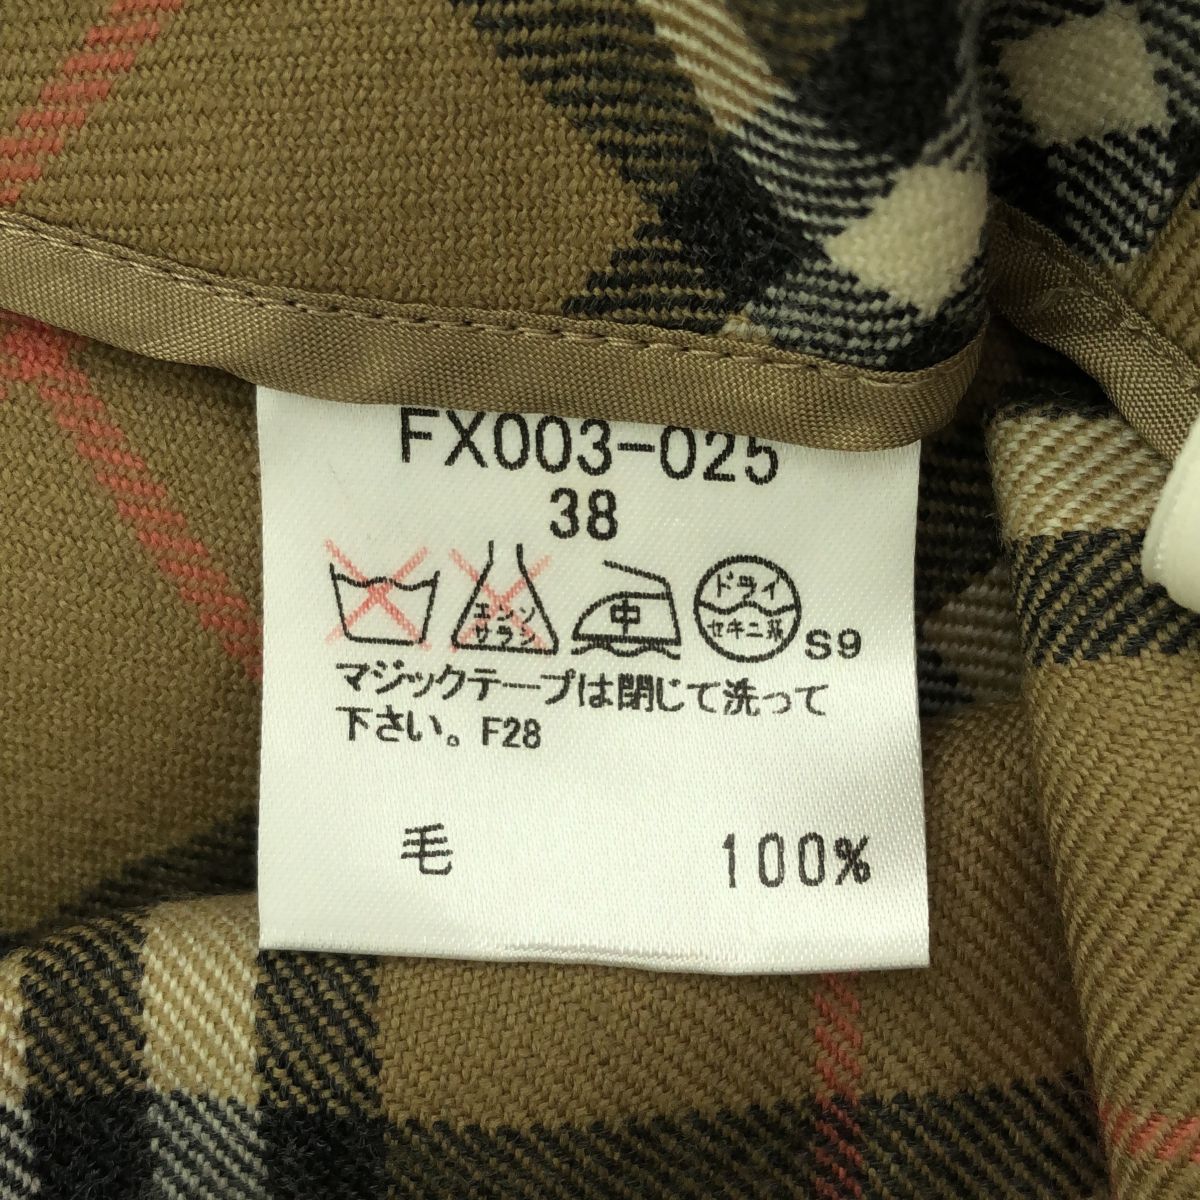 FX003-025
38
エンソ
サラシ
中
ドライ
セキユ系
S9
マジックテープは閉じて洗って
下さい。F28
毛 100%